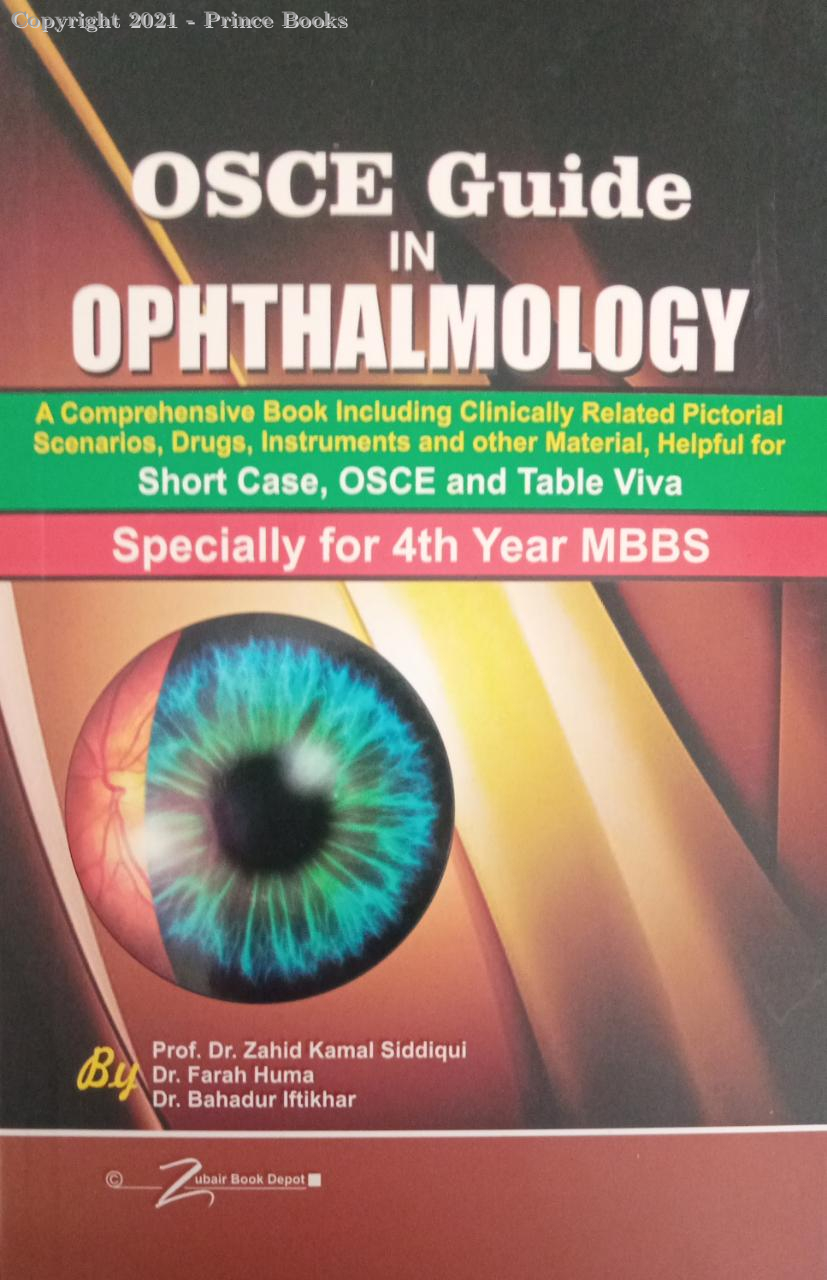 Copyright 2021 - Prince Books
OSCE Guide
IN
OPHTHALMOLOGY
A Comprehensive Book Including Clinically Related Pictorial
Scenarios, Drugs, Instruments and other Material, Helpful for
Short Case, OSCE and Table Viva
Specially for 4th Year MBBS
By
Prof. Dr. Zahid Kamal Siddiqui
Dr. Farah Huma
Dr. Bahadur Iftikhar
© Zubair Book Depot